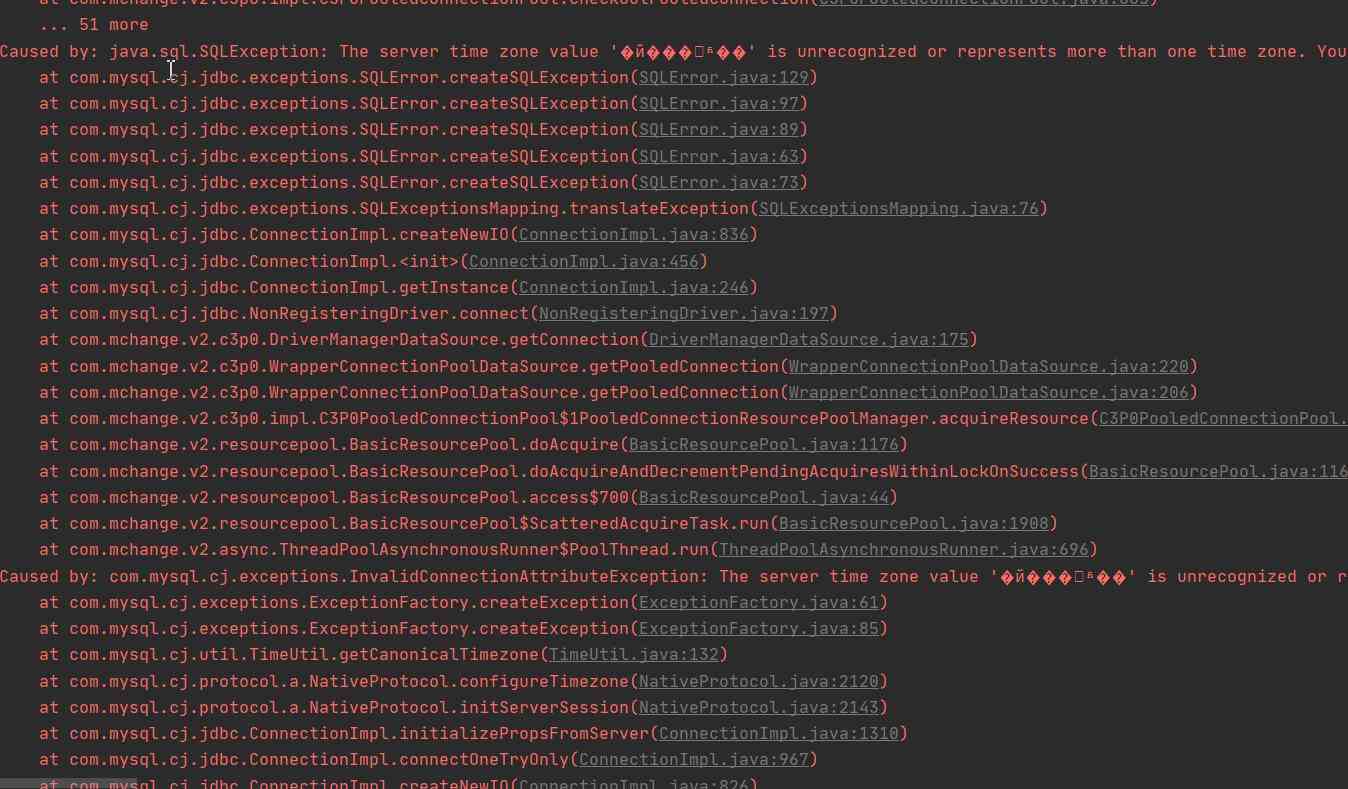 ... 51 more
Caused by: java.sql.SQLException: The server time zone value '�й���ʱ��' is unrecognized or represents more than one time zone. You
at com.mysql.cj.jdbc.exceptions.SQLError.createSQLException(SQLError.java:129)
at com.mysql.cj.jdbc.exceptions.SQLError.createSQLException(SQLError.java:97)
at com.mysql.cj.jdbc.exceptions.SQLError.createSQLException(SQLError.java:89)
at com.mysql.cj.jdbc.exceptions.SQLError.createSQLException(SQLError.java:63)
at com.mysql.cj.jdbc.exceptions.SQLError.createSQLException(SQLError.java:73)
at com.mysql.cj.jdbc.exceptions.SQLExceptionsMapping.translateException(SQLExceptionsMapping.java:76)
at com.mysql.cj.jdbc.ConnectionImpl.createNewIO(ConnectionImpl.java:836)
at com.mysql.cj.jdbc.ConnectionImpl.<init>(ConnectionImpl.java:456)
at com.mysql.cj.jdbc.ConnectionImpl.getInstance(ConnectionImpl.java:246)
at com.mysql.cj.jdbc.NonRegisteringDriver.connect(NonRegisteringDriver.java:197)
at com.mchange.v2.c3p0.DriverManagerDataSource.getConnection(DriverManagerDataSource.java:175)
at com.mchange.v2.c3p0.WrapperConnectionPoolDataSource.getPooledConnection(WrapperConnectionPoolDataSource.java:220)
at com.mchange.v2.c3p0.WrapperConnectionPoolDataSource.getPooledConnection(WrapperConnectionPoolDataSource.java:206)
at com.mchange.v2.c3p0.impl.C3P0PooledConnectionPool$1PooledConnectionResourcePoolManager.acquireResource(C3P0PooledConnectionPool.
at com.mchange.v2.resourcepool.BasicResourcePool.doAcquire(BasicResourcePool.java:1176)
at com.mchange.v2.resourcepool.BasicResourcePool.doAcquireAndDecrementPendingAcquiresWithinLockOnSuccess(BasicResourcePool.java:116
at com.mchange.v2.resourcepool.BasicResourcePool.access$700(BasicResourcePool.java:44)
at com.mchange.v2.resourcepool.BasicResourcePool$ScatteredAcquireTask.run(BasicResourcePool.java:1908)
at com.mchange.v2.async.ThreadPoolAsynchronousRunner$PoolThread.run(ThreadPoolAsynchronousRunner.java:696)
Caused by: com.mysql.cj.exceptions.InvalidConnectionAttributeException: The server time zone value '�й���ʱ��' is unrecognized or r
at com.mysql.cj.exceptions.ExceptionFactory.createException(ExceptionFactory.java:61)
at com.mysql.cj.exceptions.ExceptionFactory.createException(ExceptionFactory.java:85)
at com.mysql.cj.util.TimeUtil.getCanonicalTimezone(TimeUtil.java:132)
at com.mysql.cj.protocol.a.NativeProtocol.configureTimezone(NativeProtocol.java:2120)
at com.mysql.cj.protocol.a.NativeProtocol.initServerSession(NativeProtocol.java:2143)
at com.mysql.cj.jdbc.ConnectionImpl.initializePropsFromServer(ConnectionImpl.java:1310)
at com.mysql.cj.jdbc.ConnectionImpl.connectOneTryOnly(ConnectionImpl.java:967)
at com.mysql.cj.jdbc.ConnectionImpl.createNewIO(ConnectionImpl.java:826)